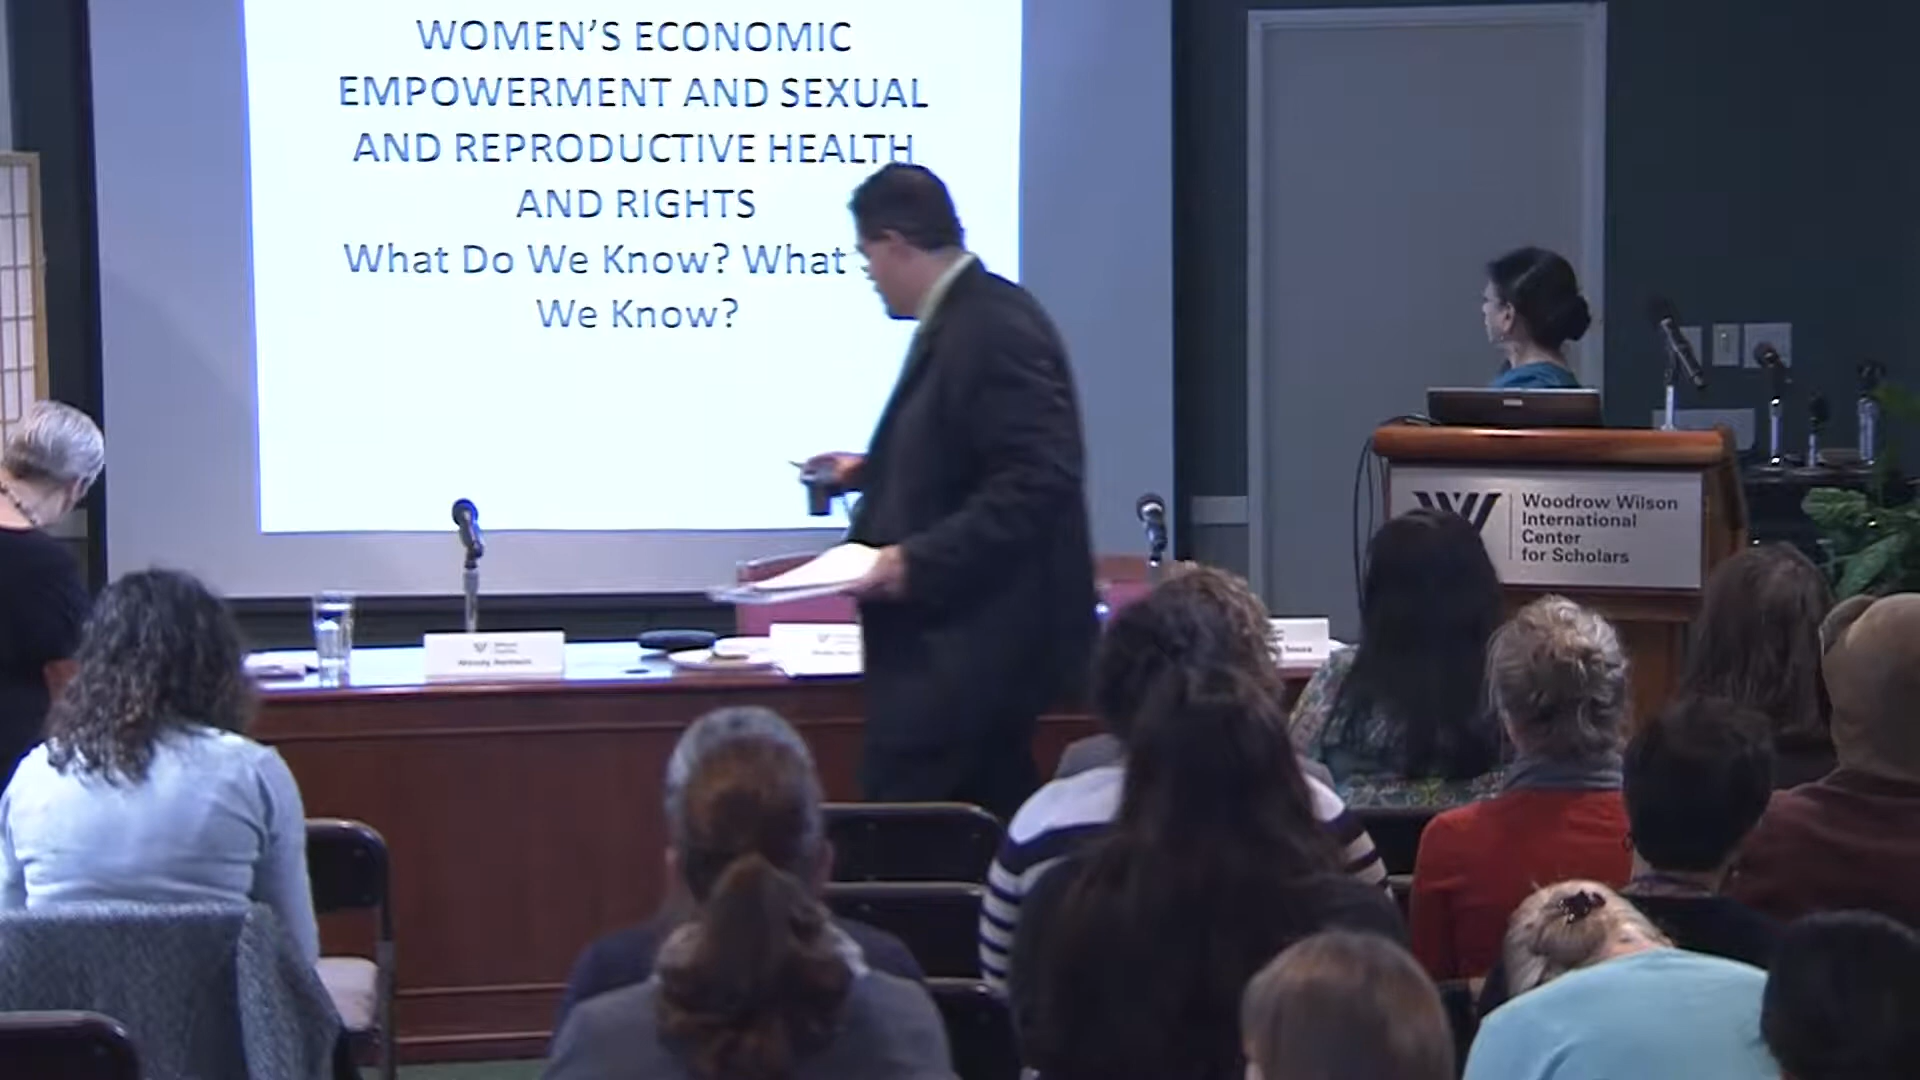 WOMEN'S ECONOMIC
EMPOWERMENT AND SEXUAL
AND REPRODUCTIVE HEALTH
AND RIGHTS
What Do We Know? What
We Know?
Woodrow Wilson
International
Center
for Scholars